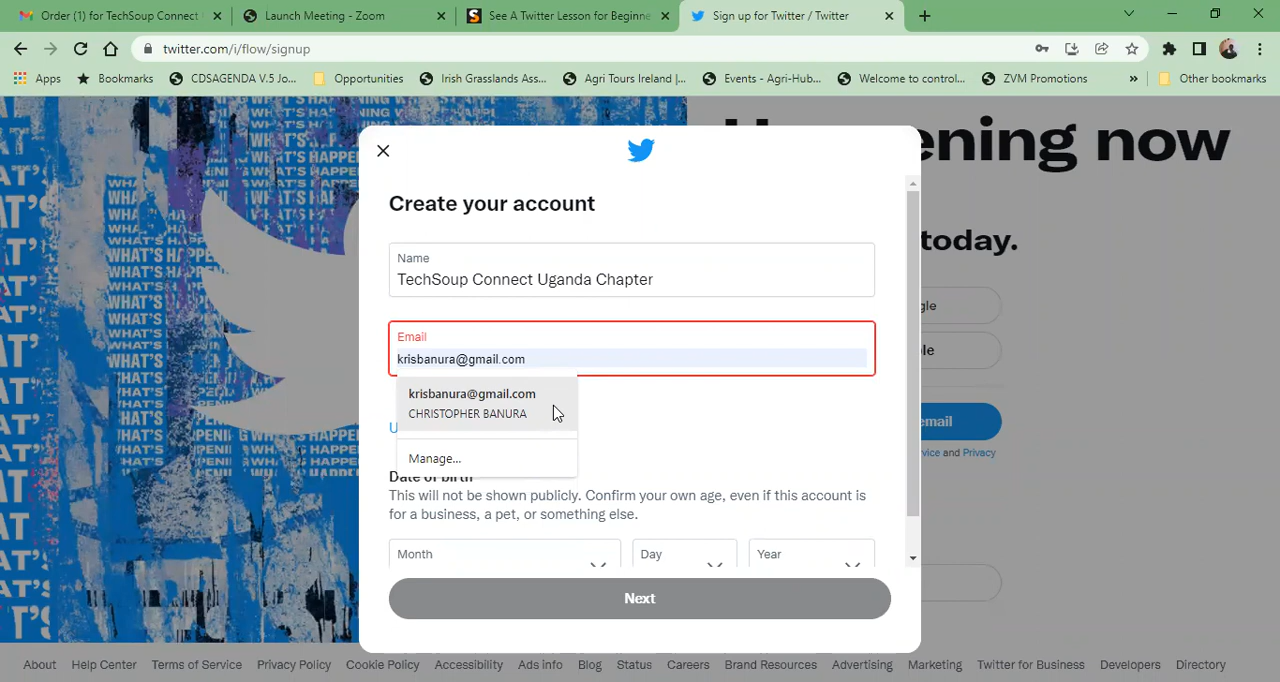 Order (1) for TechSoup Connect
Launch Meeting - Zoom
See A Twitter Lesson for Beginne
Sign up for Twitter / Twitter
twitter.com/i/flow/signup
Apps
Bookmarks
CDSAGENDA V.5 Jo...
Opportunities
Irish Grasslands Ass...
Agri Tours Ireland |...
Events - Agri-Hub...
Welcome to control...
ZVM Promotions
»
Other bookmarks
ening now
today.
gle
le
email
vice and Privacy
Create your account
Name
TechSoup Connect Uganda Chapter
Email
krisbanura@gmail.com
krisbanura@gmail.com
CHRISTOPHER BANURA
Manage...
U
Date of birth
This will not be shown publicly. Confirm your own age, even if this account is
for a business, a pet, or something else.
Month
Day
Year
Next
About
Help Center
Terms of Service
Privacy Policy
Cookie Policy
Accessibility
Ads info
Blog
Status
Careers
Brand Resources
Advertising
Marketing
Twitter for Business
Developers
Directory